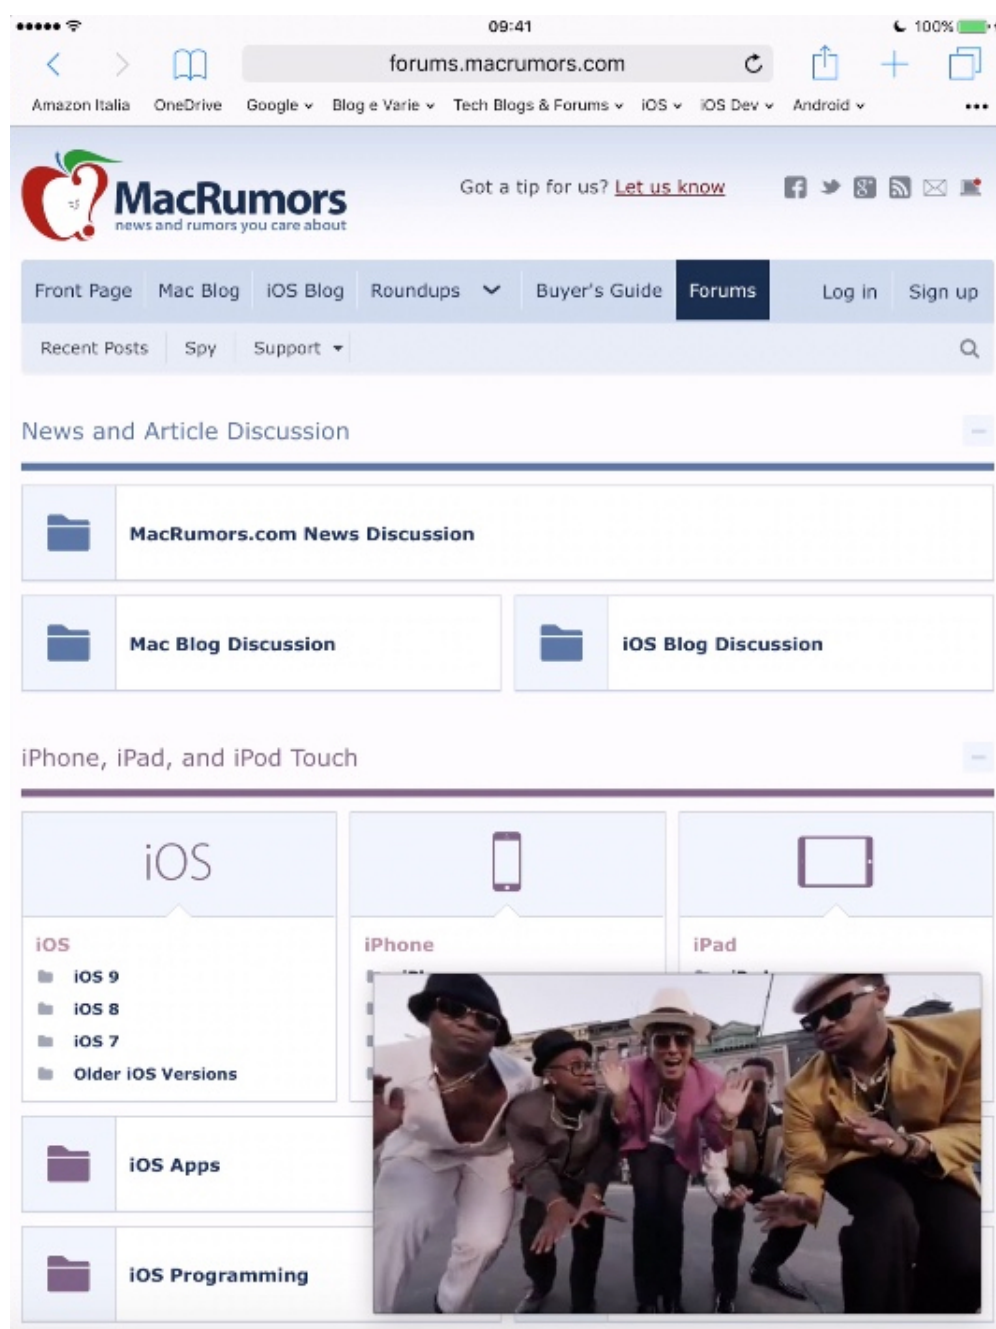 09:41
100%
forums.macrumors.com
Amazon Italia OneDrive Google Blog e Varie Tech Blogs & Forums iOS iOS Dev Android
MacRumors
news and rumors you care about
Got a tip for us? Let us know
Front Page Mac Blog iOS Blog Roundups Buyer's Guide Forums Log in Sign up
Recent Posts Spy Support
News and Article Discussion
MacRumors.com News Discussion
Mac Blog Discussion
iOS Blog Discussion
iPhone, iPad, and iPod Touch
iOS
iOS
iOS 9
iOS 8
iOS 7
Older iOS Versions
iPhone
iPad
iOS Apps
iOS Programming